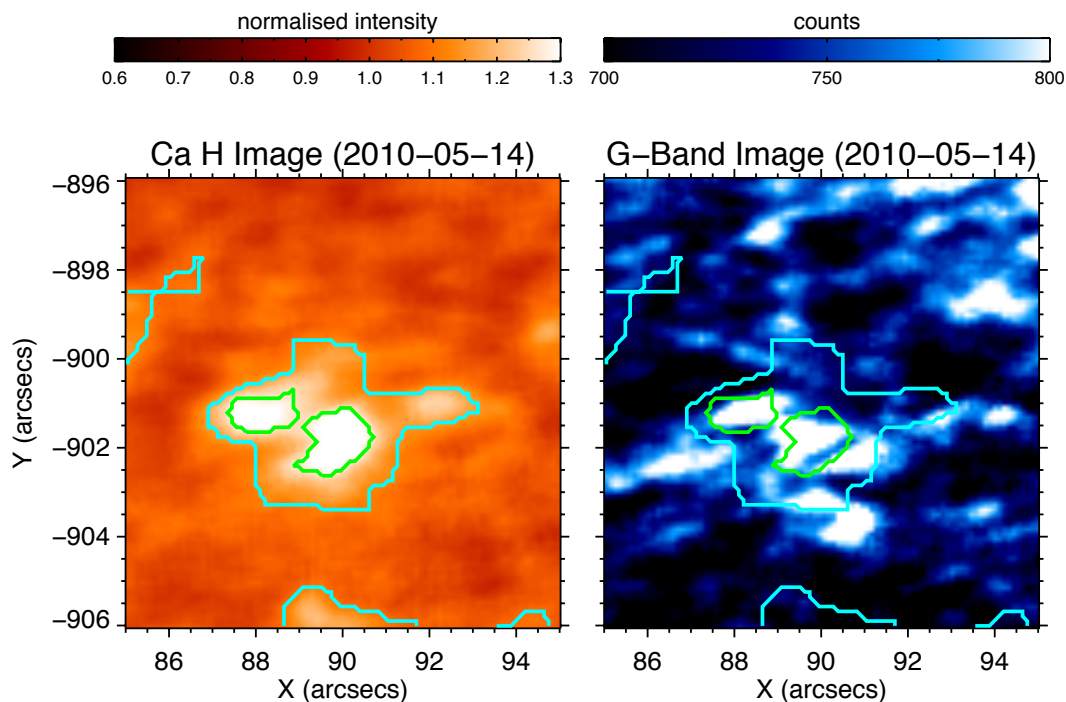 normalised intensity counts
0.6 0.7 0.8 0.9 1.0 1.1 1.2 1.3 700 750 800
Ca H Image (2010−05−14) G−Band Image (2010−05−14)
−896
−898
−900
−902
−904
−906
Y (arcsecs)
86 88 90 92 94 86 88 90 92 94
X (arcsecs) X (arcsecs)